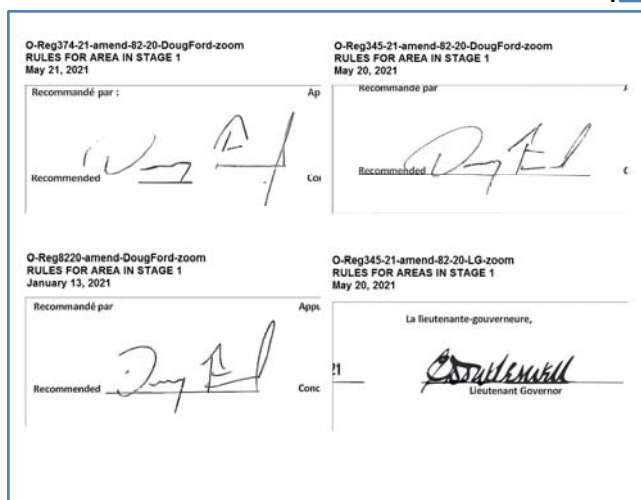 O-Reg374-21-amend-82-20-DougFord-zoom
RULES FOR AREA IN STAGE 1
May 21, 2021
Recommandé par :
Ap
Recommended
Cor
O-Reg345-21-amend-82-20-DougFord-zoom
RULES FOR AREA IN STAGE 1
May 20, 2021
Recommandé par
Recommended
C
O-Reg8220-amend-DougFord-zoom
RULES FOR AREA IN STAGE 1
January 13, 2021
Recommandé par
Appu
Recommended
Conc
O-Reg345-21-amend-82-20-LG-zoom
RULES FOR AREAS IN STAGE 1
May 20, 2021
La lieutenante-gouverneure,
21
Lieutenant Governor